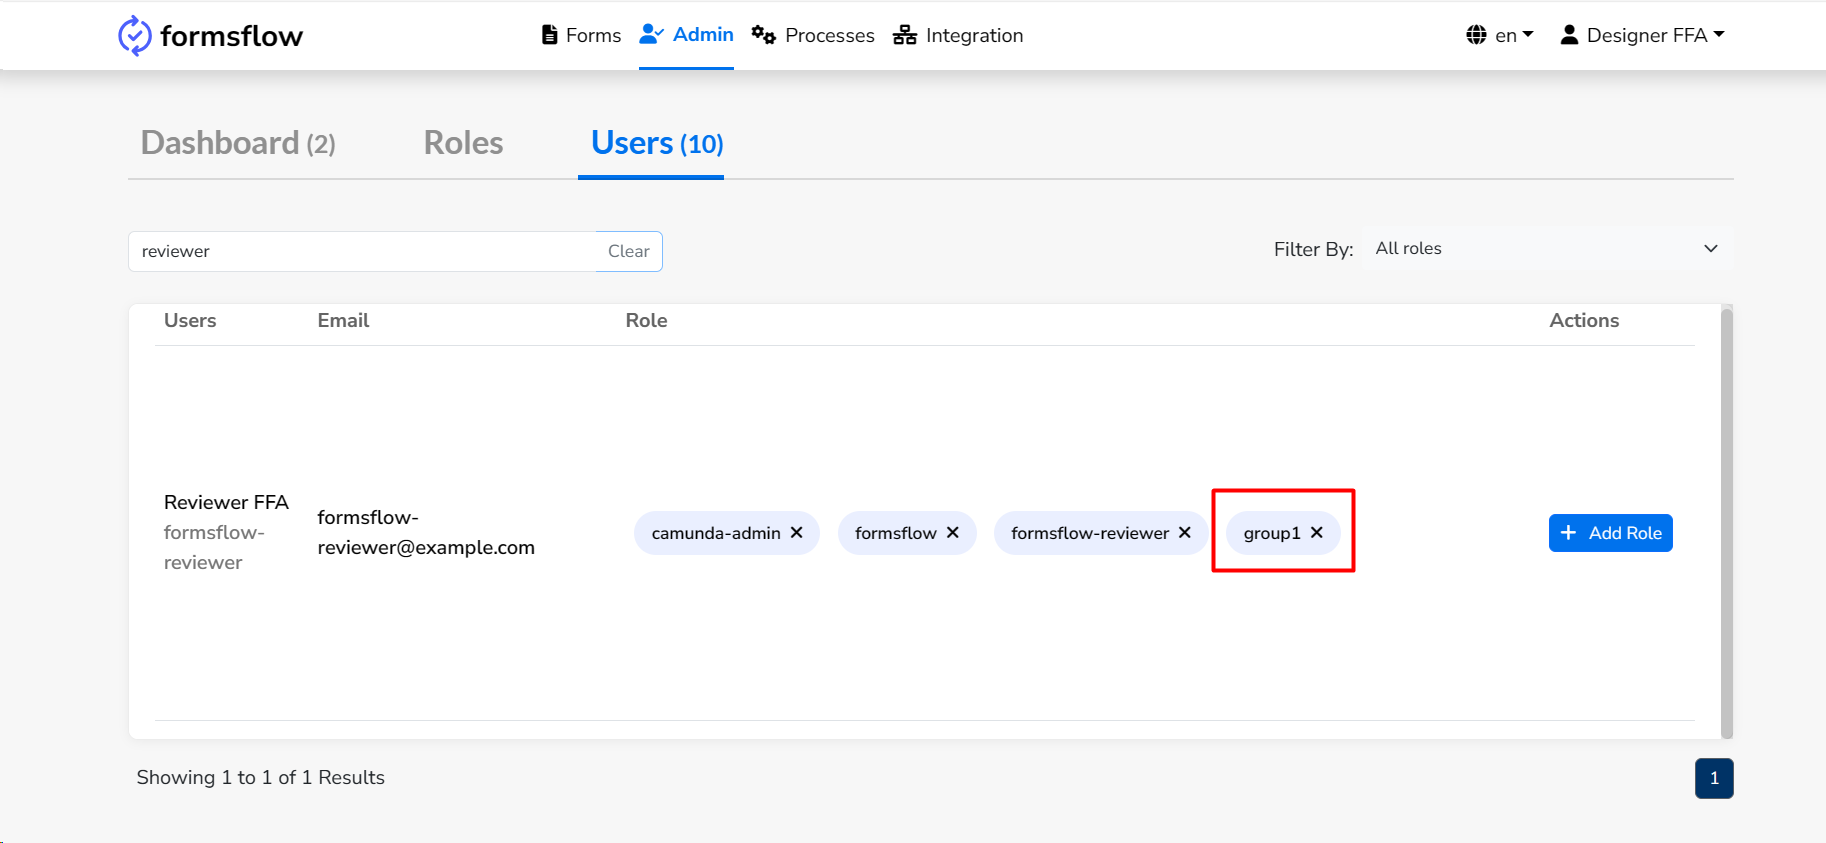 formsflow
Forms Admin Processes Integration
en Designer FFA
Dashboard (2) Roles Users (10)
reviewer Clear
Filter By: All roles
Users Email Role Actions
Reviewer FFA
formsflow-
reviewer
formsflow-
reviewer@example.com
camunda-admin formsflow formsflow-reviewer group1
+ Add Role
Showing 1 to 1 of 1 Results
1